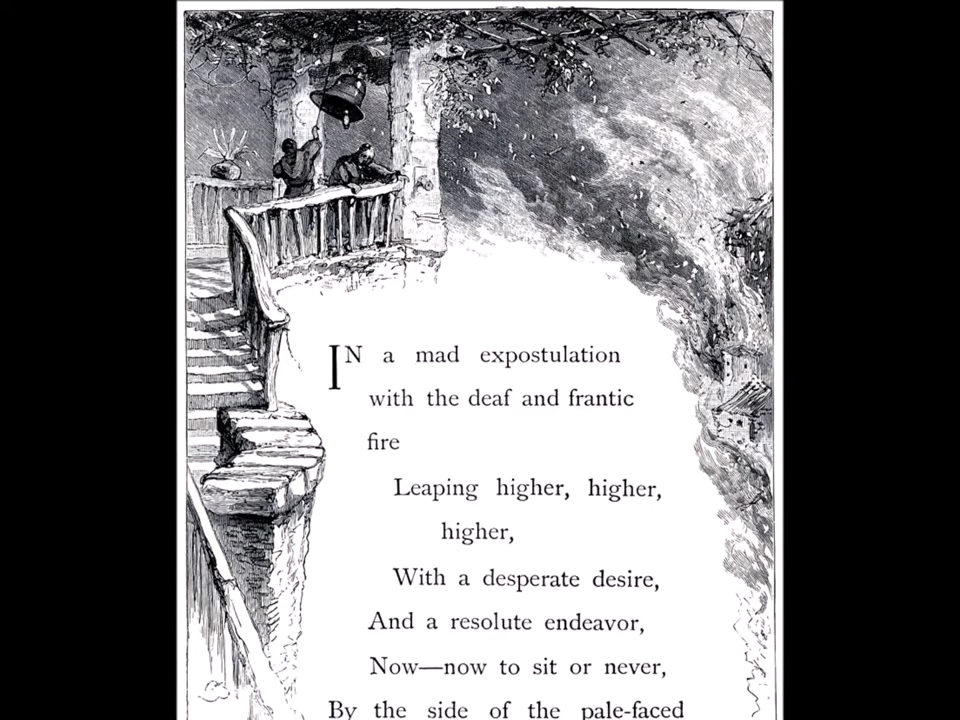 IN a mad expostulation
with the deaf and frantic
fire
Leaping higher, higher,
higher,
With a desperate desire,
And a resolute endeavor,
Now—now to sit or never,
By the side of the pale-faced